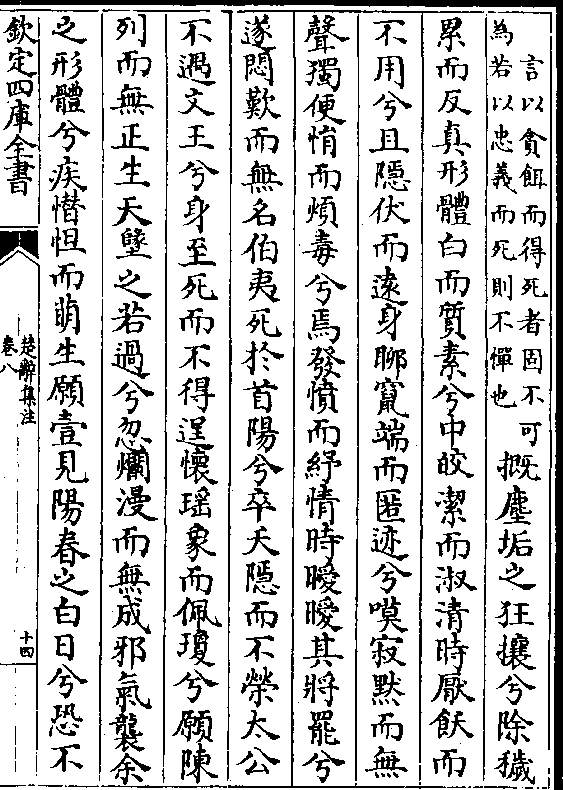 言以貪餌而得死者固不可
為若以忠義而死則不憚也
概塵垢之狂攘兮除穢
累而反真形體白而質素兮中皎潔而淑清時厭飫而
不用兮且隱伏而遠身聊竄端而匿迹兮嘆寂默而無
聲獨便悁而煩毒兮焉發憤而紓情時曖曖其將罷兮
遂悶歎而無名伯夷死於首陽兮卒夭隱而不榮太公
不遇文王兮身至死而不得逞懷瑶象而佩瓊兮願陳
列而無正生天墬之若過兮忽爛漫而無成邪氣襲余
之形體兮疾憯怛而萌生願壹見陽春之白日兮恐不
欽定四庫全書
楚辭集注
卷八
十四